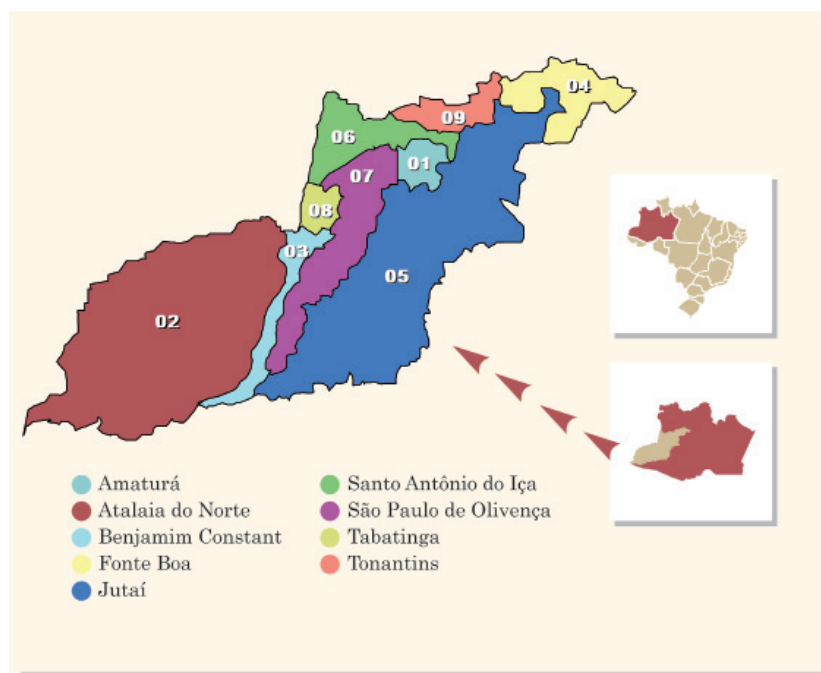 04
09
06
01
07
08
03
05
02
Amaturá
Atalaia do Norte
Benjamim Constant
Fonte Boa
Jutaí
Santo Antônio do Iça
São Paulo de Olivença
Tabatinga
Tonantins